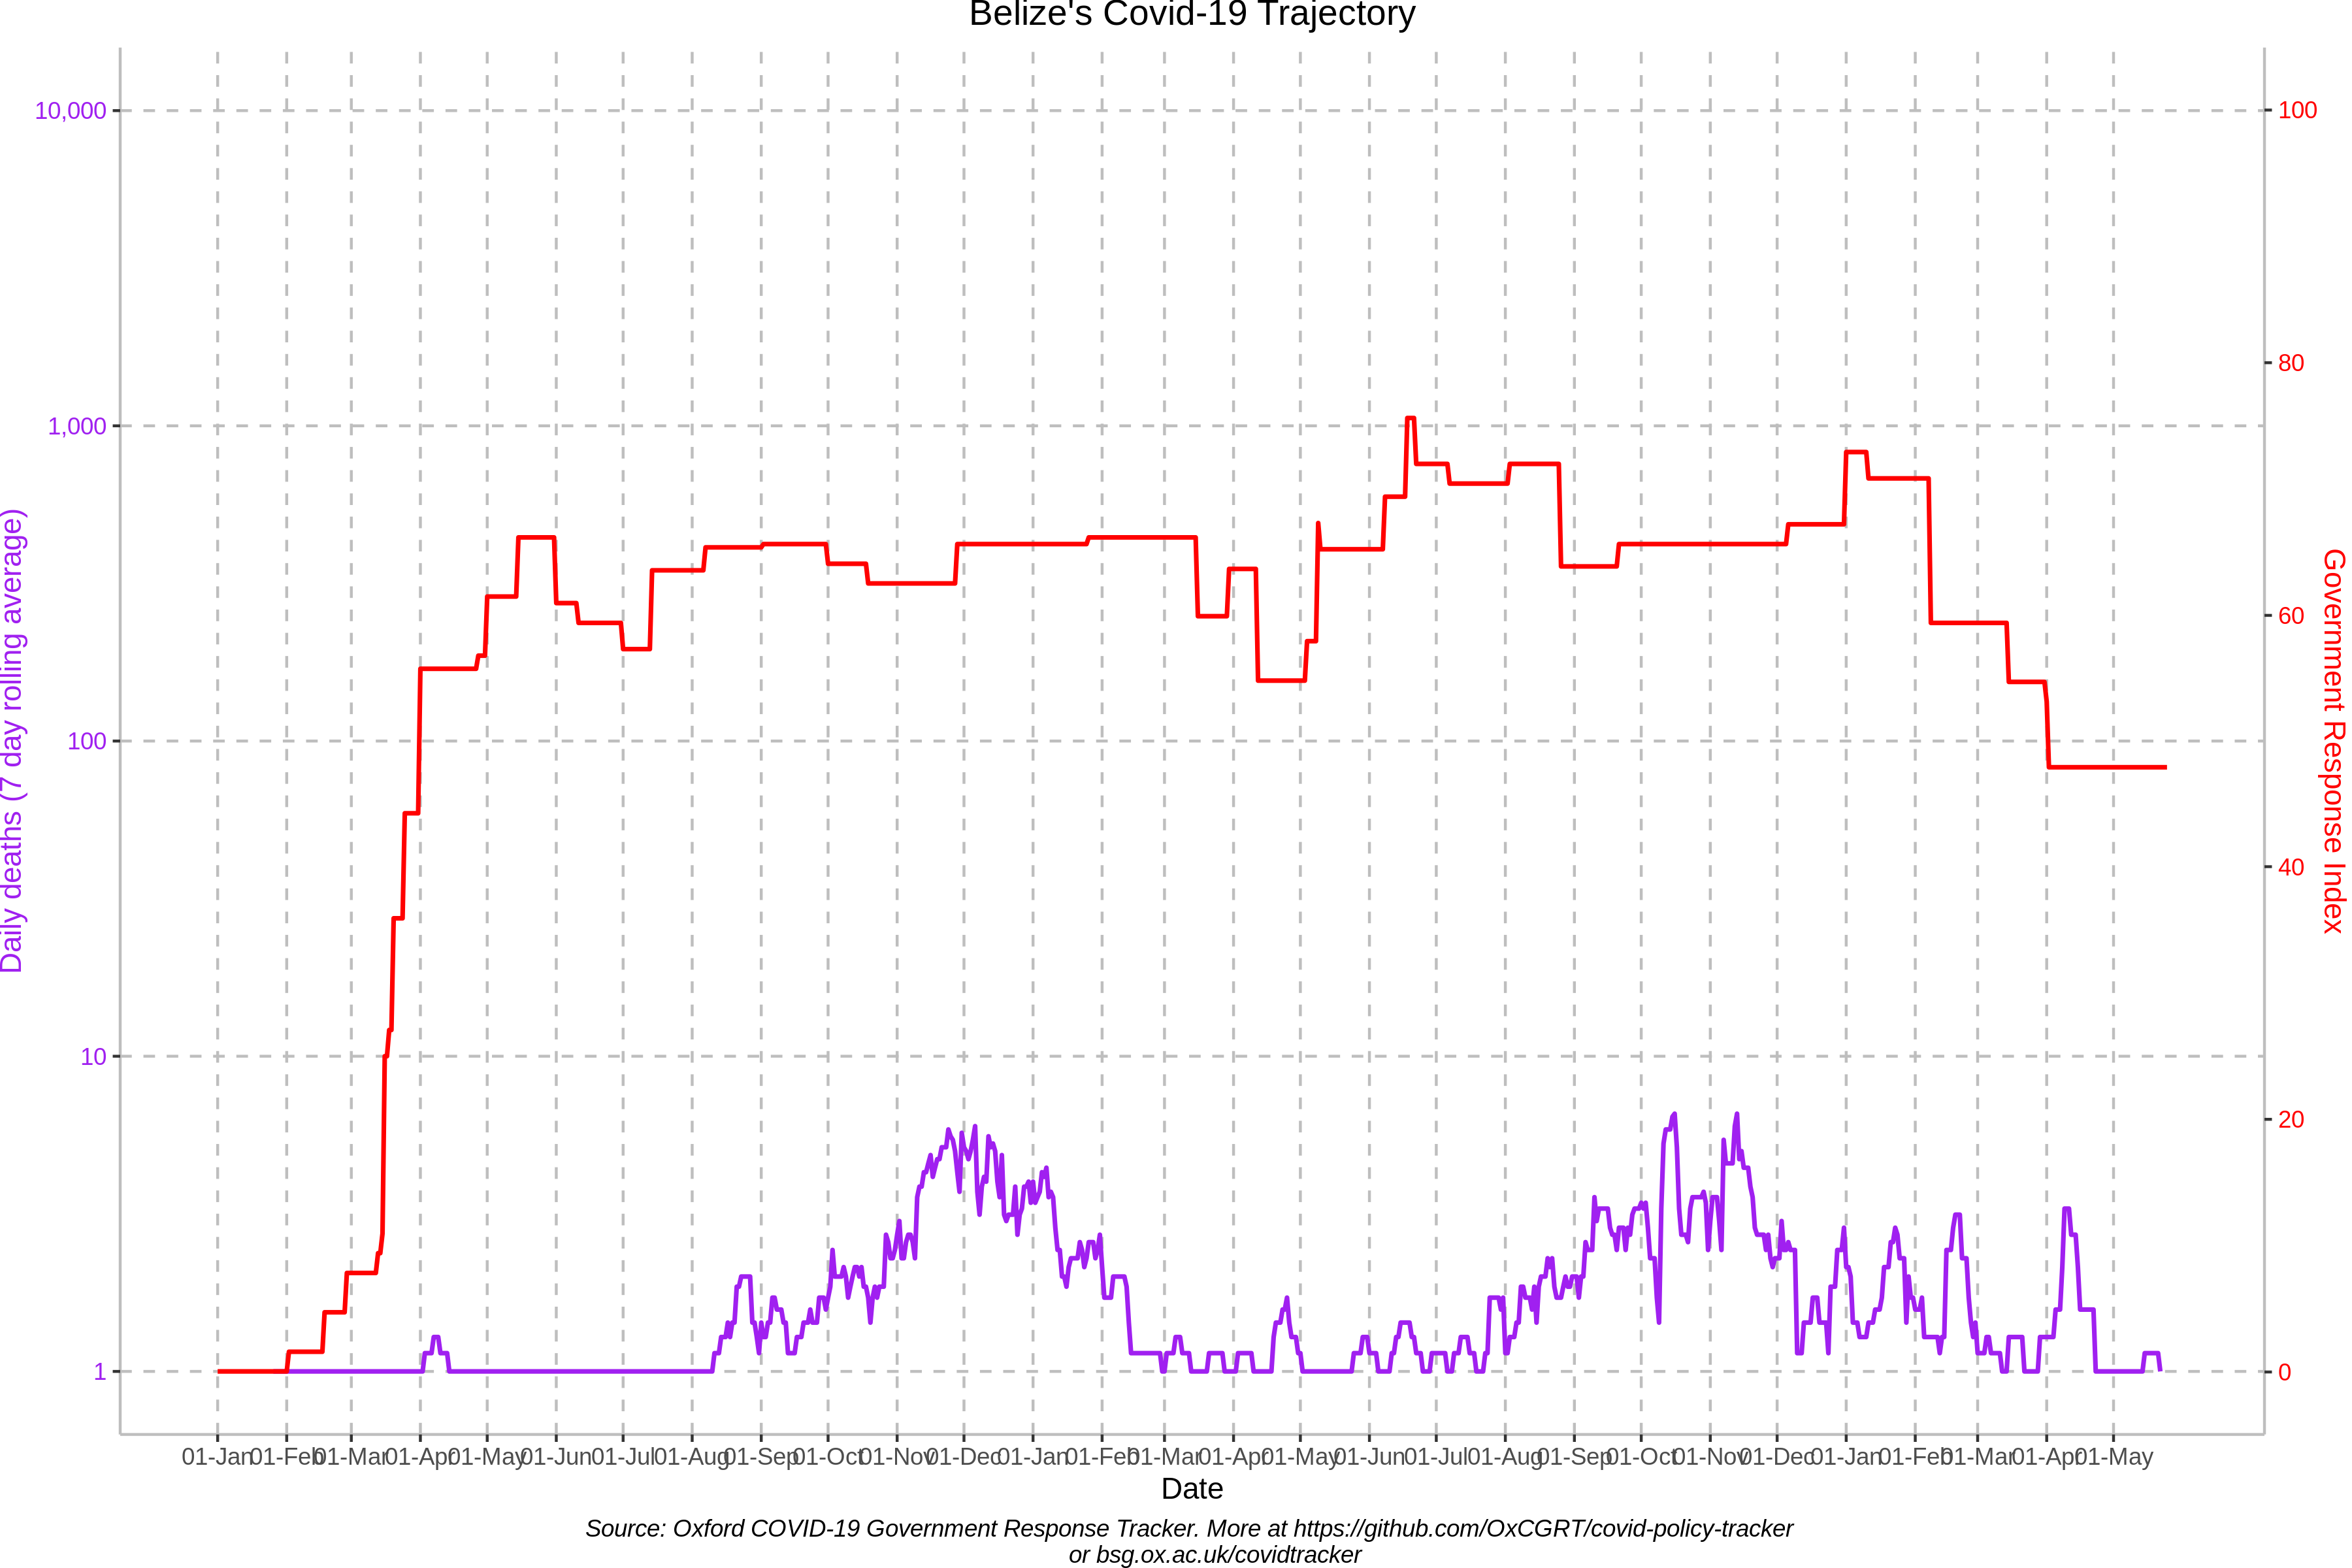 Belize's Covid-19 Trajectory
10,000
1,000
100
10
1
Daily deaths (7 day rolling average)
100
80
60
40
20
0
Government Response Index
01-Jan 01-Feb 01-Mar 01-Apr 01-May 01-Jun 01-Jul 01-Aug 01-Sep 01-Oct 01-Nov 01-Dec 01-Jan 01-Feb 01-Mar 01-Apr 01-May 01-Jun 01-Jul 01-Aug 01-Sep 01-Oct 01-Nov 01-Dec 01-Jan 01-Feb 01-Mar 01-Apr 01-May
Date
Source: Oxford COVID-19 Government Response Tracker. More at https://github.com/OxCGRT/covid-policy-tracker
or bsg.ox.ac.uk/covidtracker